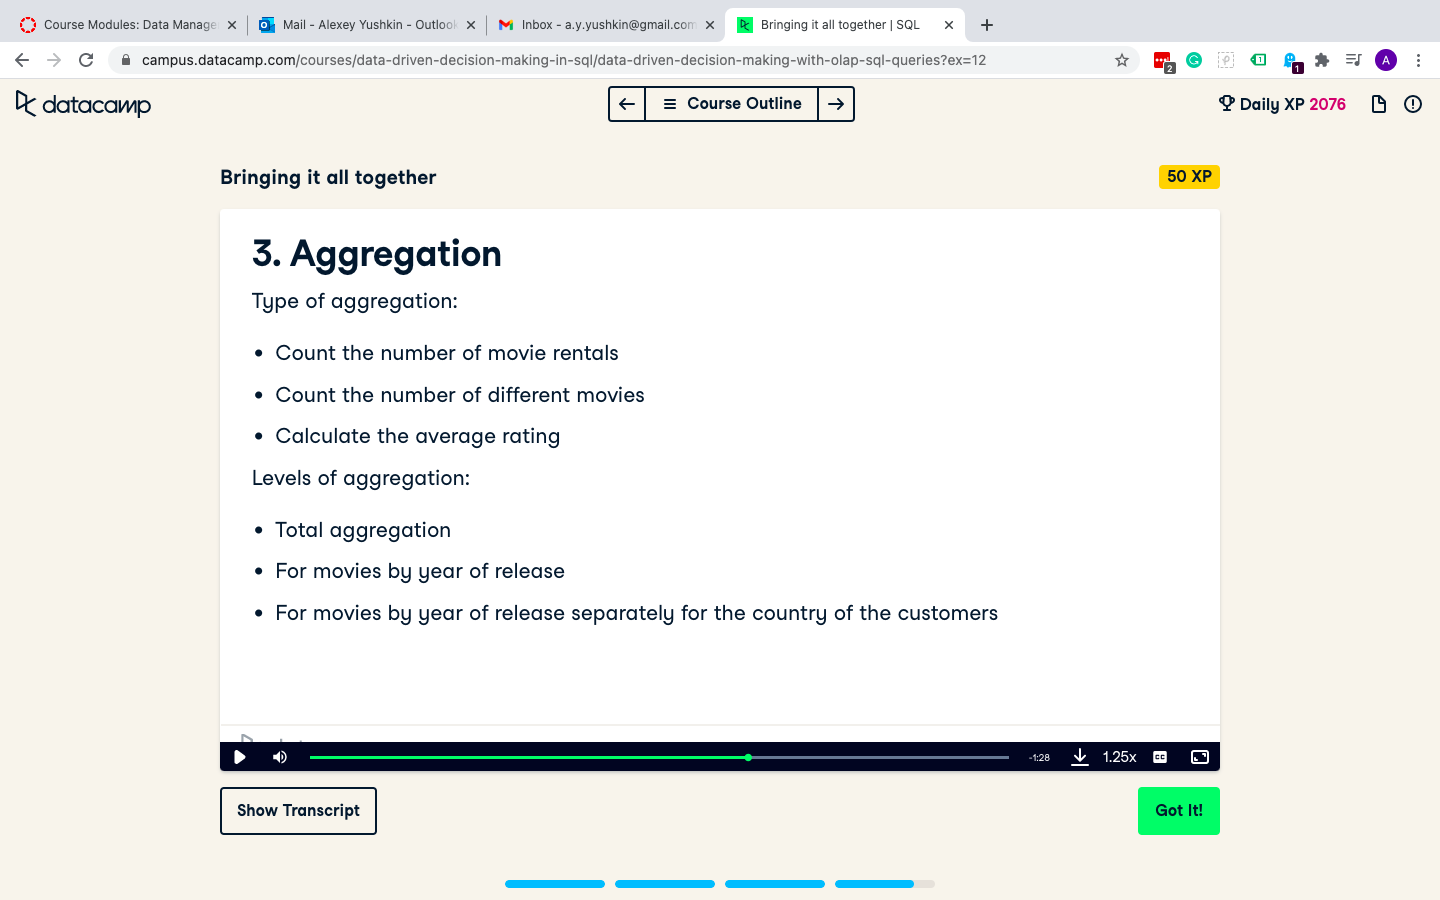 Course Modules: Data Manage
Mail - Alexey Yushkin - Outlook
Inbox - a.y.yushkin@gmail.com
Bringing it all together | SQL
campus.datacamp.com/courses/data-driven-decision-making-in-sql/data-driven-decision-making-with-olap-sql-queries?ex=12
2
1
1
A
datacamp
Course Outline
Daily XP 2076
Bringing it all together
50 XP
3. Aggregation
Type of aggregation:
• Count the number of movie rentals
• Count the number of different movies
• Calculate the average rating
Levels of aggregation:
• Total aggregation
• For movies by year of release
• For movies by year of release separately for the country of the customers
-1:28
1.25x
CC
Show Transcript
Got It!